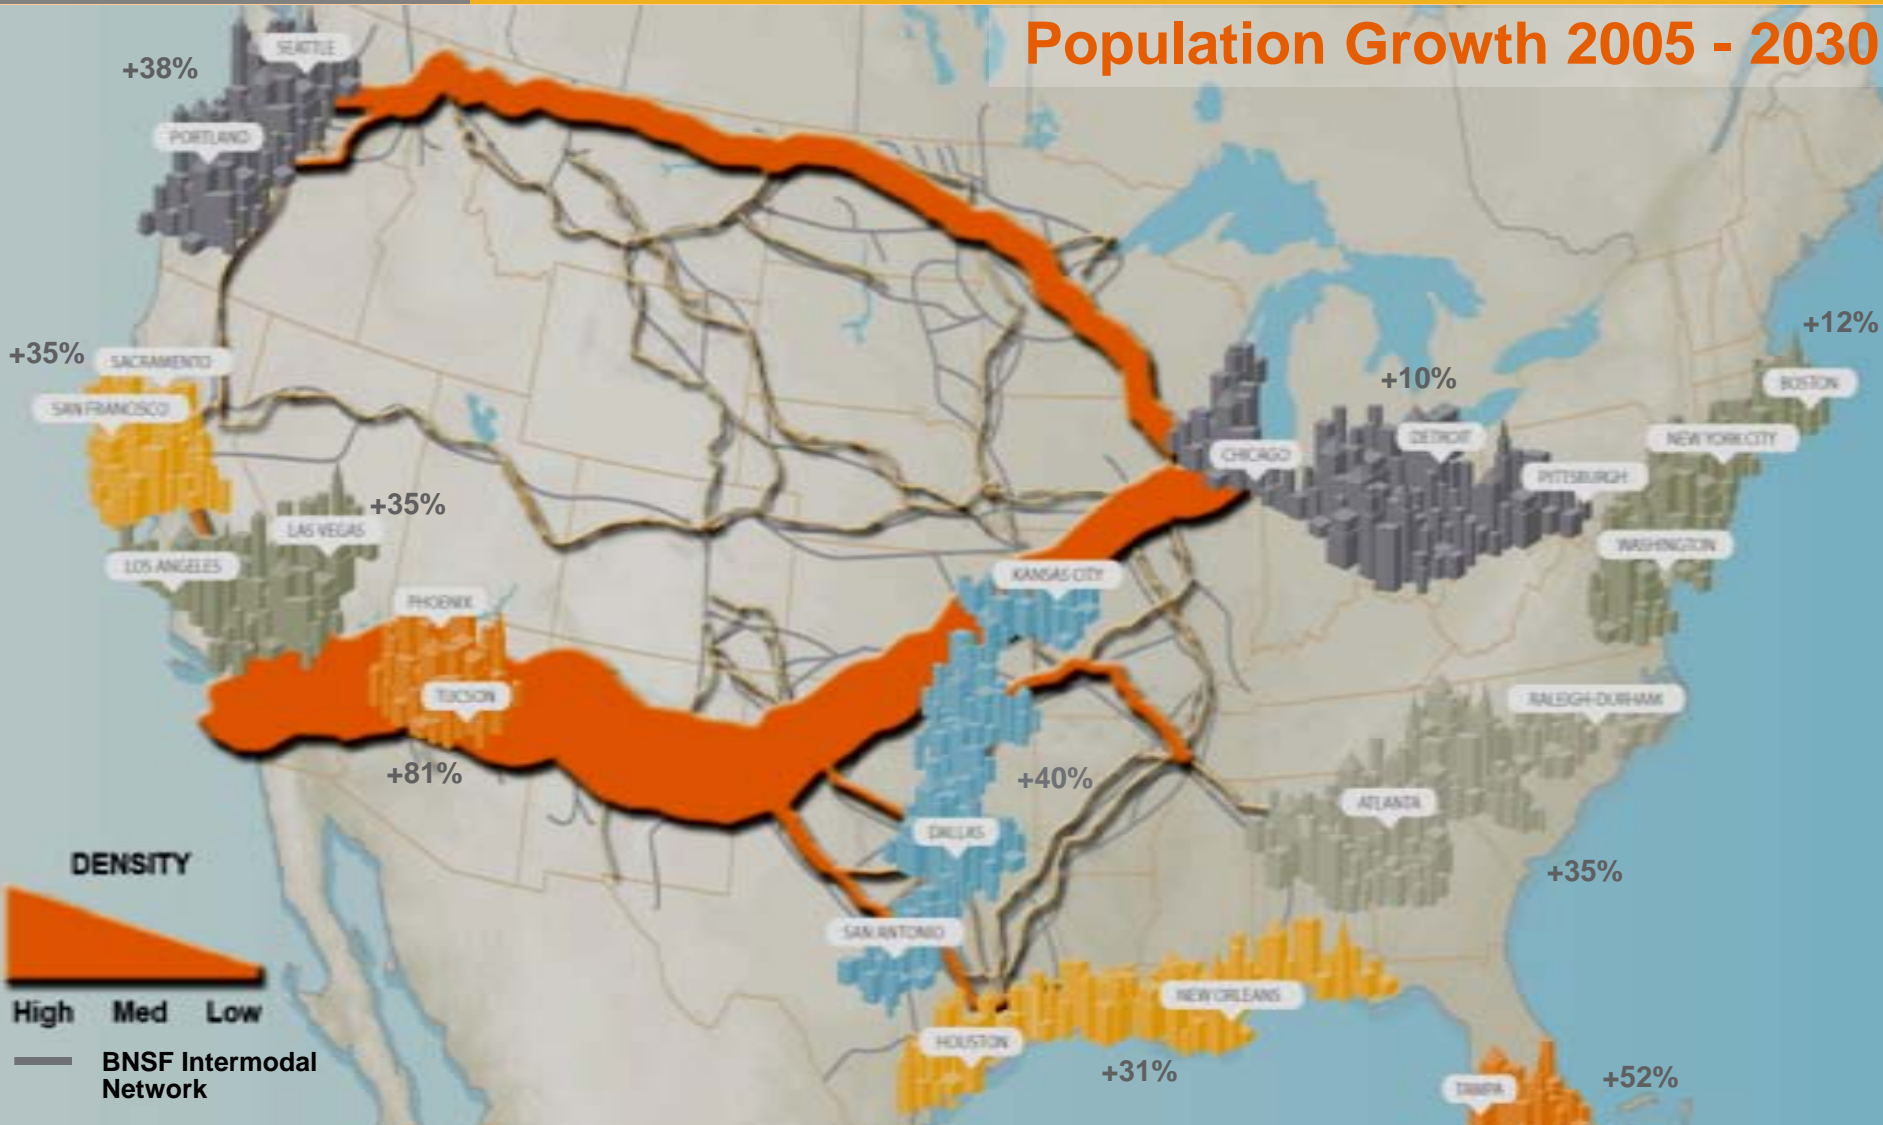 Population Growth 2005 - 2030
SEATTLE
+38%
PORTLAND
+35%
SACRAMENTO
SAN FRANCISCO
+12%
+10%
BOSTON
DETROIT
NEW YORK CITY
CHICAGO
PITTSBURGH
+35%
LAS VEGAS
WASHINGTON
LOS ANGELES
KANSAS CITY
PHOENIX
TUCSON
RALEIGH-DURHAM
+81%
+40%
ATLANTA
DALLAS
+35%
DENSITY
High Med Low
SAN ANTONIO
NEW ORLEANS
HOUSTON
+31%
TAMPA
+52%
BNSF Intermodal
Network